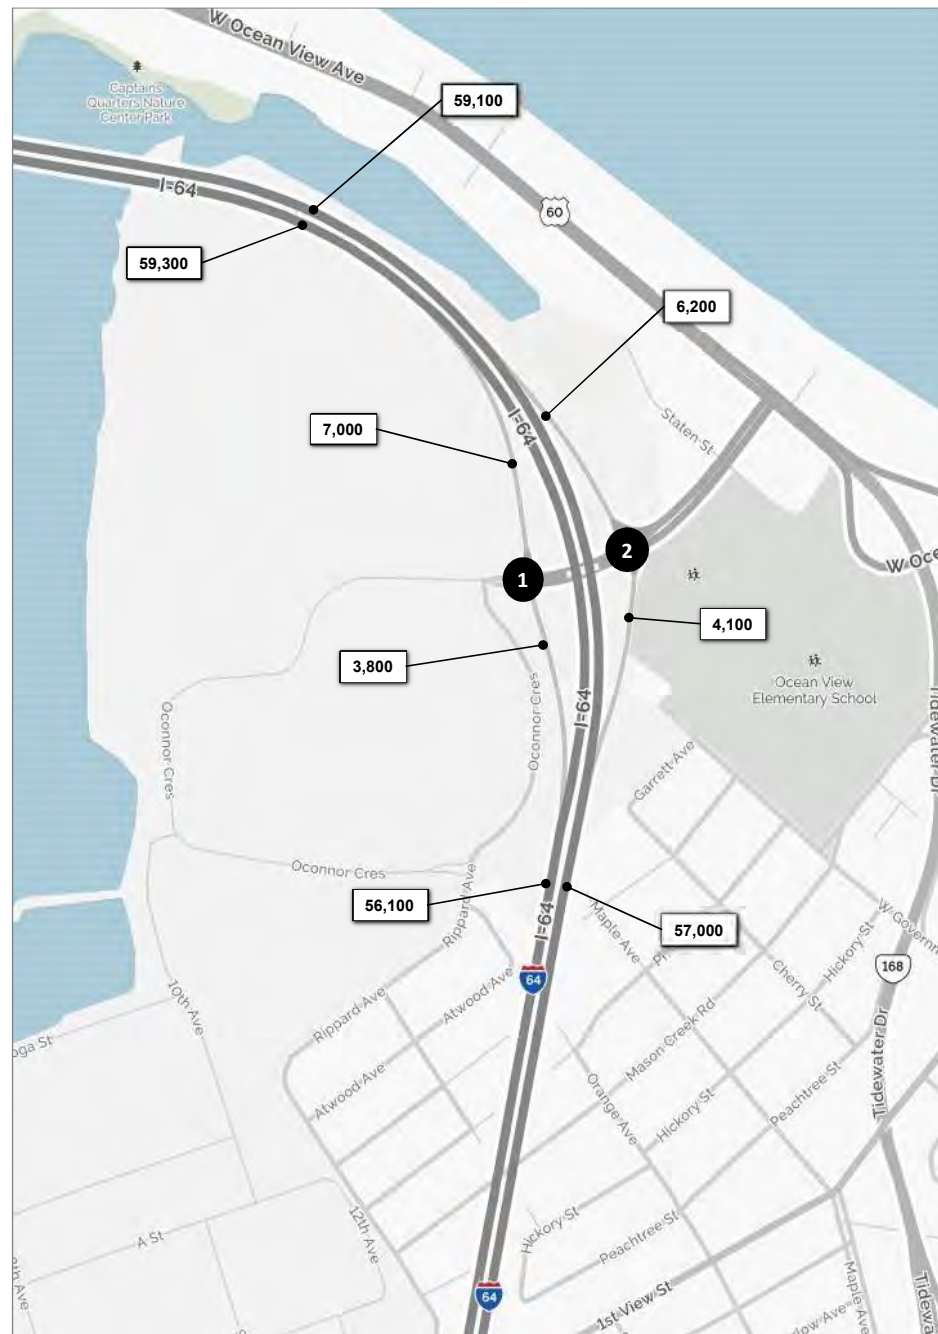 W Ocean View Ave
Captains
Quarters Nature
Center Park
59,100
I-64
60
59,300
6,200
7,000
I-64
Staten St
1
2
W Oce
4,100
3,800
Ocean View
Elementary School
Oconnor Cres
Oconnor Cres
I-64
Tidewater Dr
Garrett Ave
Oconnor Cres
Rippard Ave
56,100
I-64
57,000
Maple Ave
W Governm
168
64
Cherry St
Hickory St
10th Ave
Rippard Ave
Atwood Ave
Mason Creek Rd
oga St
Atwood Ave
Orange Ave
Hickory St
Peachtree St
Tidewater Dr
12th Ave
A St
Hickory St
Peachtree St
64
1st View St
Maple Ave
Tidewa